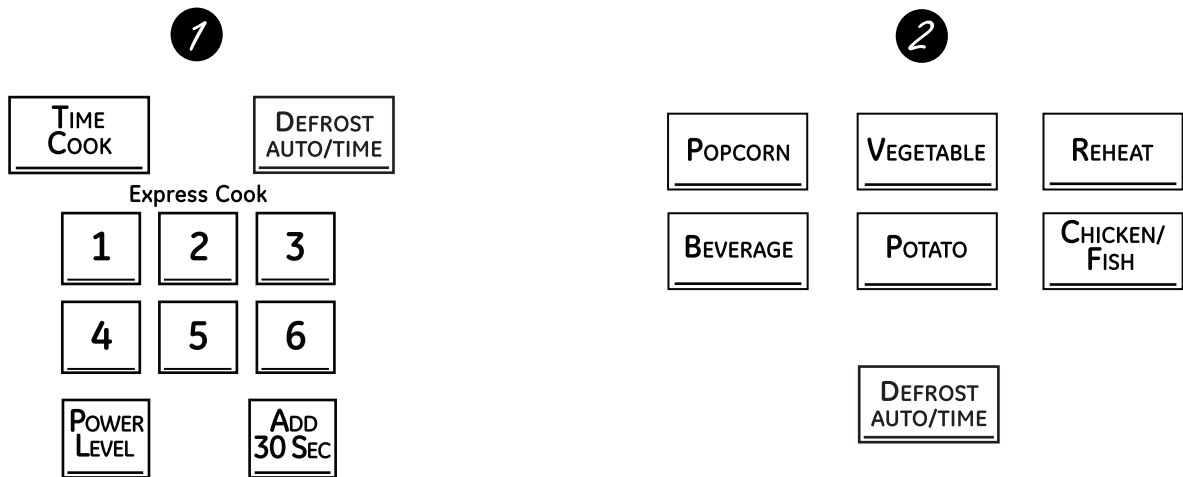 1
TIME
COOK
DEFROST
AUTO/TIME
Express Cook
1 2 3
4 5 6
POWER
LEVEL
ADD
30 SEC
2
POPCORN
VEGETABLE
REHEAT
BEVERAGE
POTATO
CHICKEN/
FISH
DEFROST
AUTO/TIME